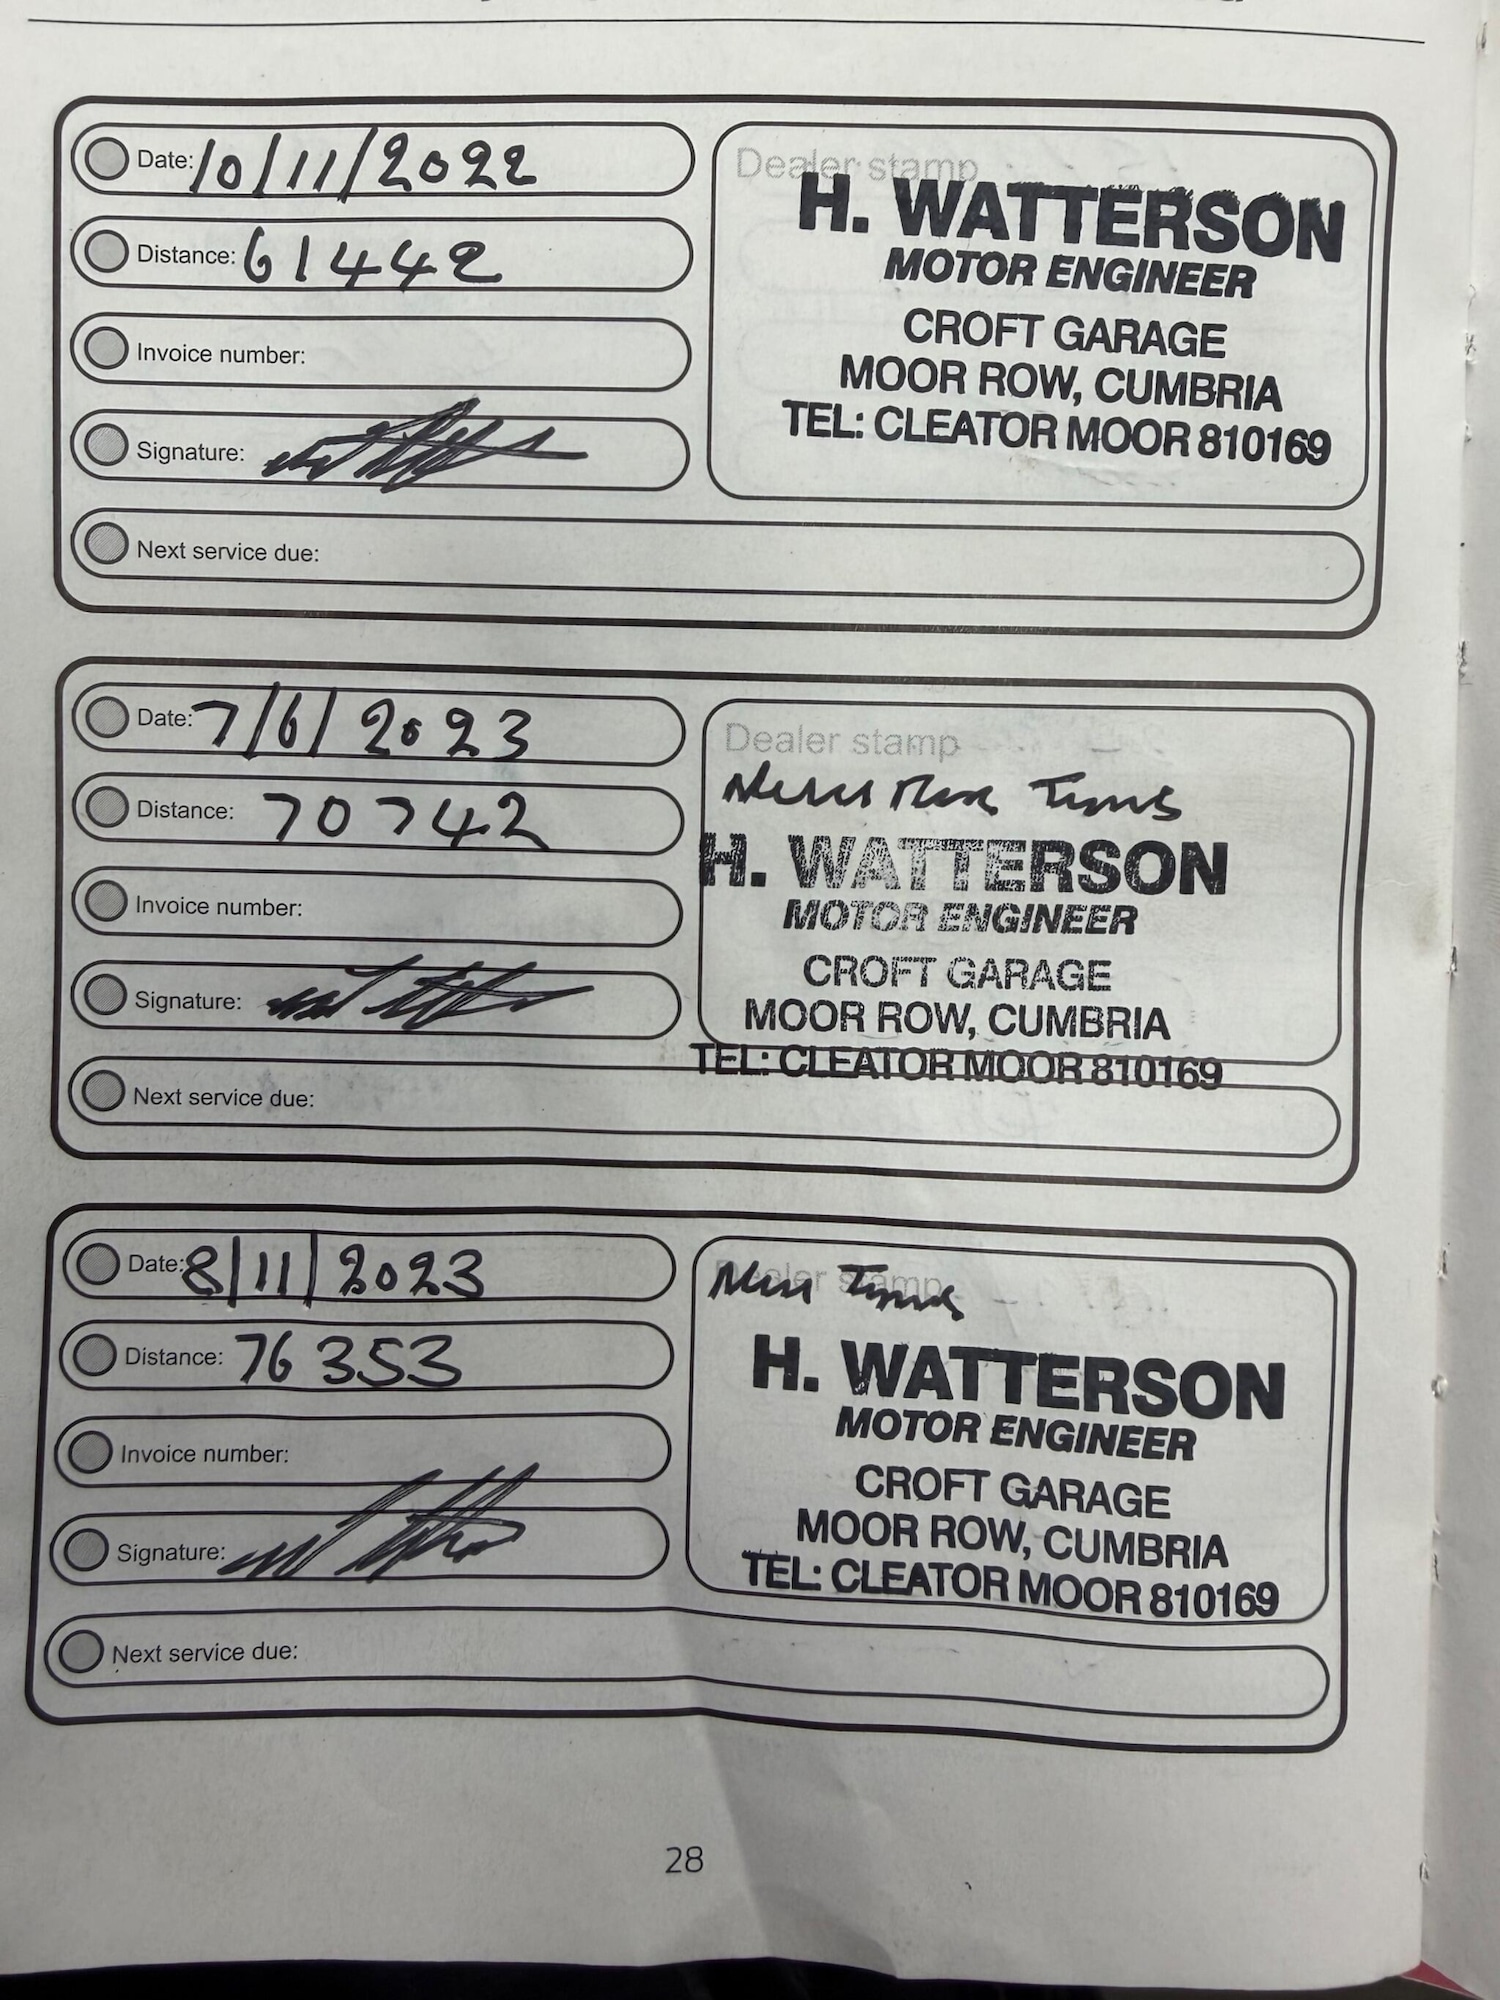 Date: 10/11/2022
Distance: 61442
Invoice number:
Signature:
Next service due:
Dealer stamp
H. WATTERSON
MOTOR ENGINEER
CROFT GARAGE
MOOR ROW, CUMBRIA
TEL: CLEATOR MOOR 810169
Date: 7/6/2023
Distance: 70742
Invoice number:
Signature:
Next service due:
Dealer stamp
H. WATTERSON
MOTOR ENGINEER
CROFT GARAGE
MOOR ROW, CUMBRIA
TEL: CLEATOR MOOR 810169
Date: 8/11/2023
Distance: 76353
Invoice number:
Signature:
Next service due:
Dealer stamp
H. WATTERSON
MOTOR ENGINEER
CROFT GARAGE
MOOR ROW, CUMBRIA
TEL: CLEATOR MOOR 810169
28